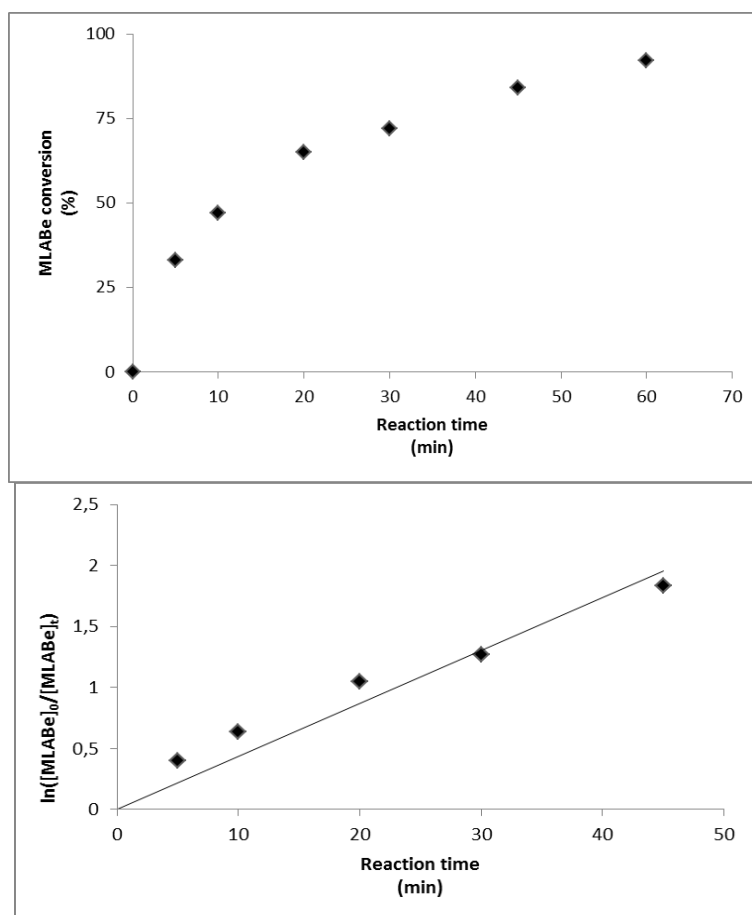 100
75
50
25
0
MLABe conversion
(%)
0 10 20 30 40 50 60 70
Reaction time
(min)
2,5
2
1,5
1
0,5
0
ln([MLABe]₀/[MLABe]ₜ)
0 10 20 30 40 50
Reaction time
(min)